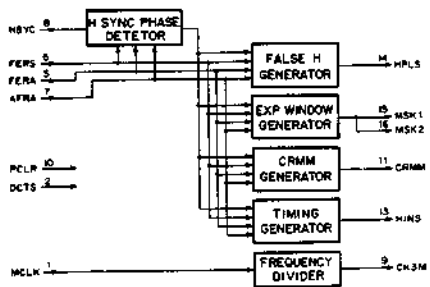 HSYC 8 H SYNC PHASE DETETOR
FERS 6
FERA 5
AFRA 7
FALSE H GENERATOR 14 HPLS
EXP WINDOW GENERATOR 15 MSK1
16 MSK2
PCLR 10
DCTS 2
CRMM GENERATOR 11 CRMM
TIMING GENERATOR 13 HINS
MCLK 1 FREQUENCY DIVIDER 9 CK3M